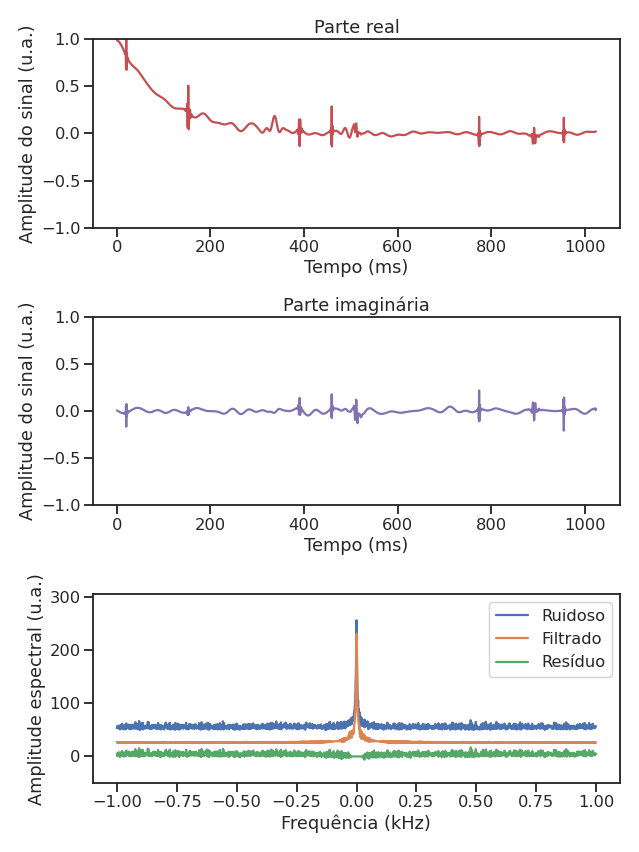 Parte real
Amplitude do sinal (u.a.)
1.0
0.5
0.0
−0.5
−1.0
0 200 400 600 800 1000
Tempo (ms)
Parte imaginária
Amplitude do sinal (u.a.)
1.0
0.5
0.0
−0.5
−1.0
0 200 400 600 800 1000
Tempo (ms)
Amplitude espectral (u.a.)
300
200
100
0
Ruidoso
Filtrado
Resíduo
−1.00 −0.75 −0.50 −0.25 0.00 0.25 0.50 0.75 1.00
Frequência (kHz)